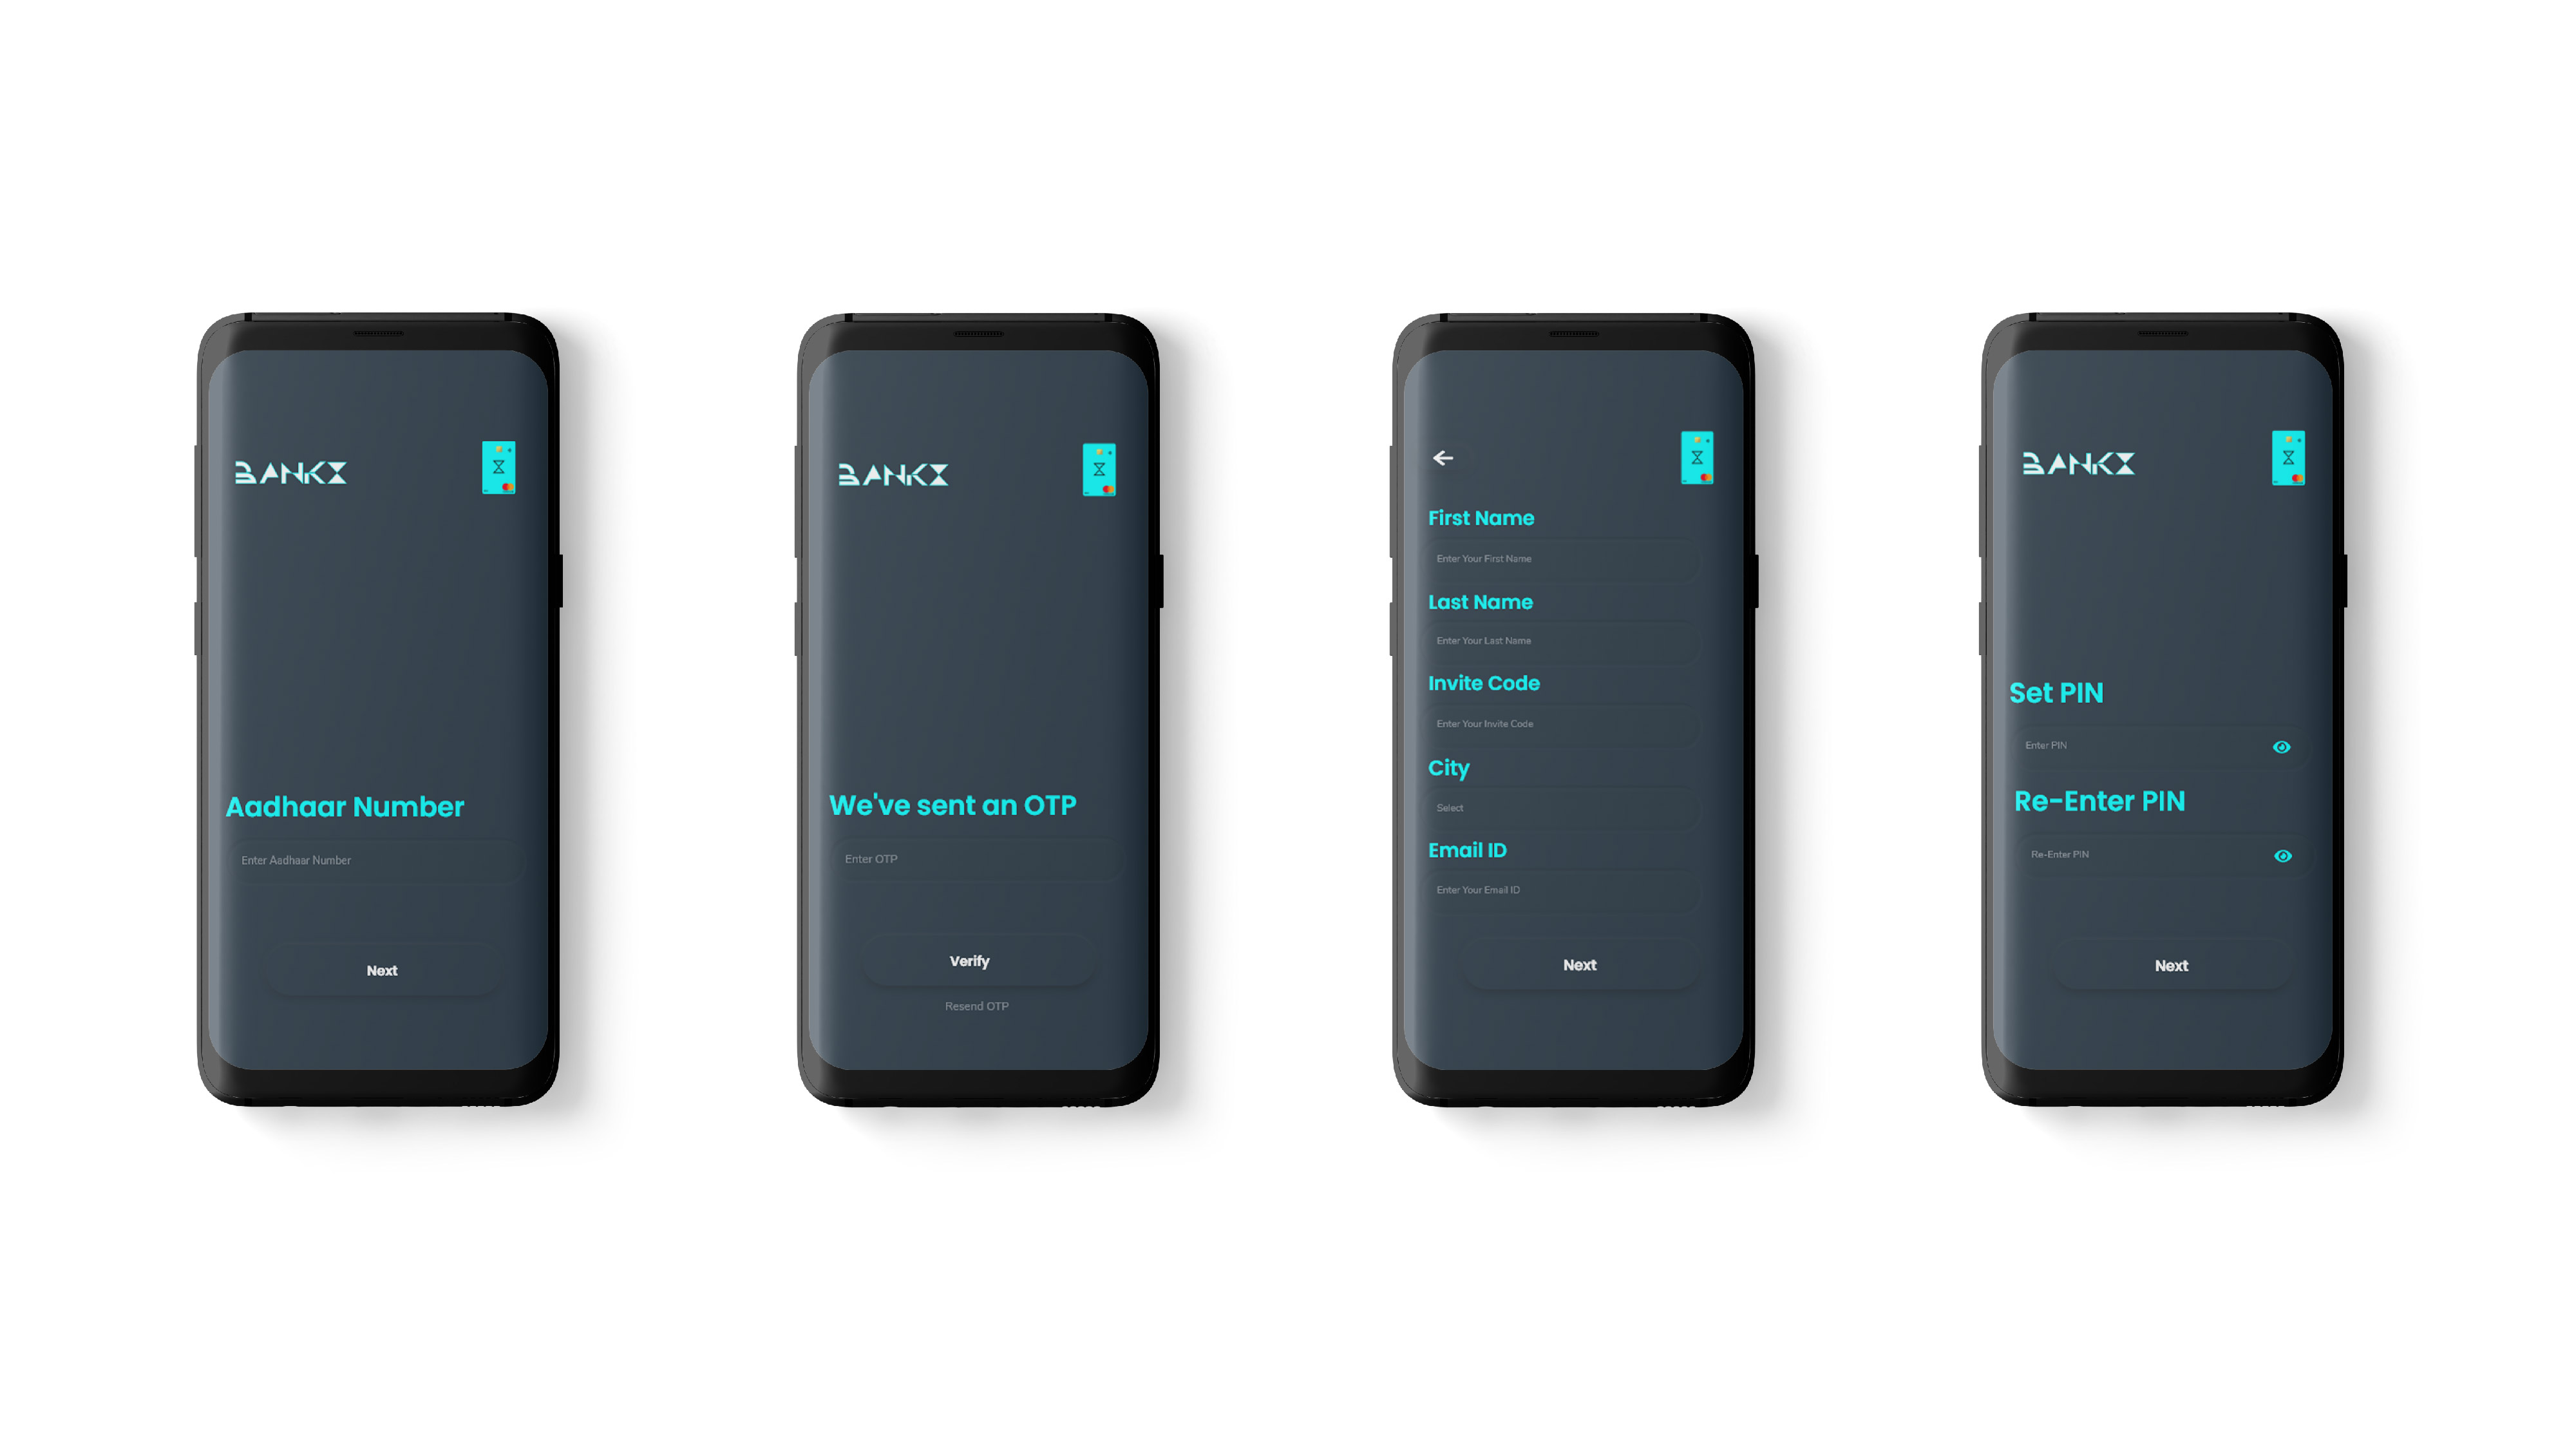 BANKX
Aadhaar Number
Enter Aadhaar Number
Next
BANKX
We've sent an OTP
Enter OTP
Verify
Resend OTP
First Name
Enter Your First Name
Last Name
Enter Your Last Name
Invite Code
Enter Your Invite Code
City
Select
Email ID
Enter Your Email ID
Next
BANKX
Set PIN
Enter PIN
Re-Enter PIN
Re-Enter PIN
Next